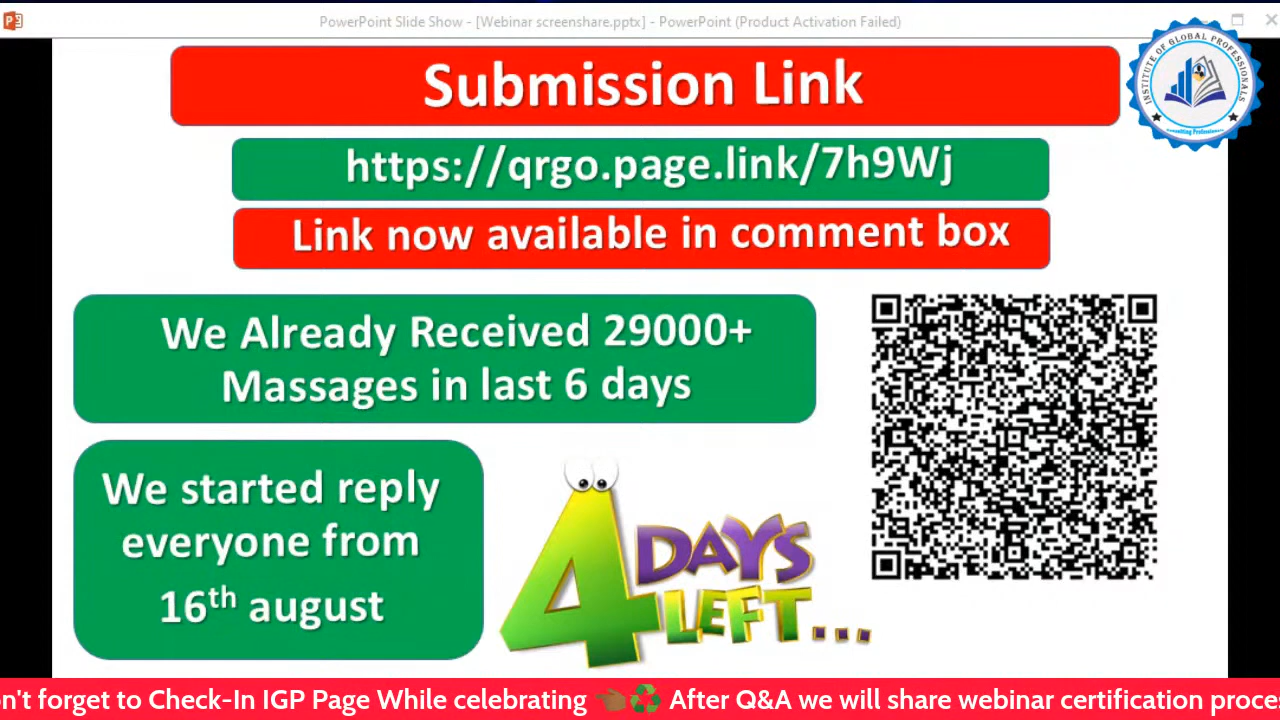 PowerPoint Slide Show - [Webinar screenshare.pptx] - PowerPoint (Product Activation Failed)
Submission Link
INSTITUTE OF GLOBAL PROFESSIONALS
Consulting Professionals
https://qrgo.page.link/7h9Wj
Link now available in comment box
We Already Received 29000+
Massages in last 6 days
We started reply
everyone from
16th august
4 DAYS
LEFT...
n't forget to Check-In IGP Page While celebrating After Q&A we will share webinar certification proce